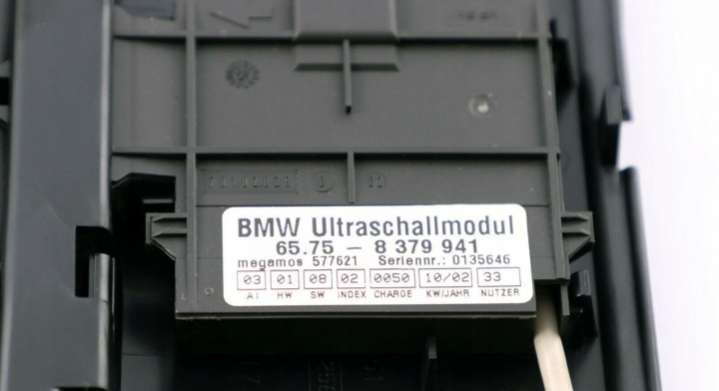 BMW Ultraschallmodul
65.75 – 8 379 941
megamos 577621 Seriennr.: 0135646
03 01 08 02 0050 10/02 33
AI HW SW INDEX CHARGE KW/JAHR NUTZER